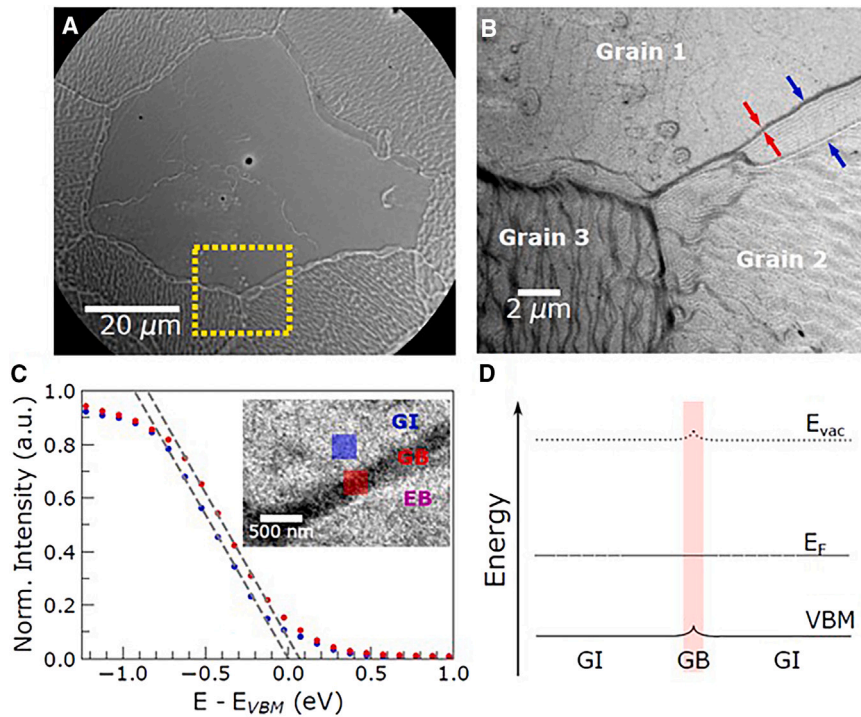 A
20 μm
B
Grain 1
Grain 3
Grain 2
2 μm
C
Norm. Intensity (a.u.)
1.0
0.8
0.6
0.4
0.2
0.0
−1.0
−0.5
0.0
0.5
1.0
E - E_VBM (eV)
GI
GB
EB
500 nm
D
Energy
E_vac
E_F
VBM
GI
GB
GI